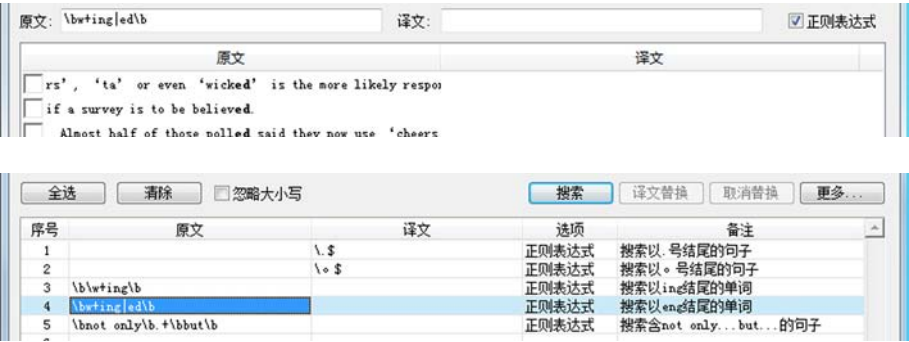 原文: \bw+ing|ed\b 译文: 正则表达式
原文 译文
rs’, ‘ta’ or even ‘wicked’ is the more likely respon
if a survey is to be believed.
Almost half of those polled said they now use ‘cheers
全选 清除 忽略大小写 搜索 译文替换 取消替换 更多...
序号 原文 译文 选项 备注
1 \.$ 正则表达式 搜索以.号结尾的句子
2 \。$ 正则表达式 搜索以。号结尾的句子
3 \b\w+ing\b 正则表达式 搜索以ing结尾的单词
4 \bw+ing|ed\b 正则表达式 搜索以eng结尾的单词
5 \bnot only\b.+\bbut\b 正则表达式 搜索含not only...but...的句子